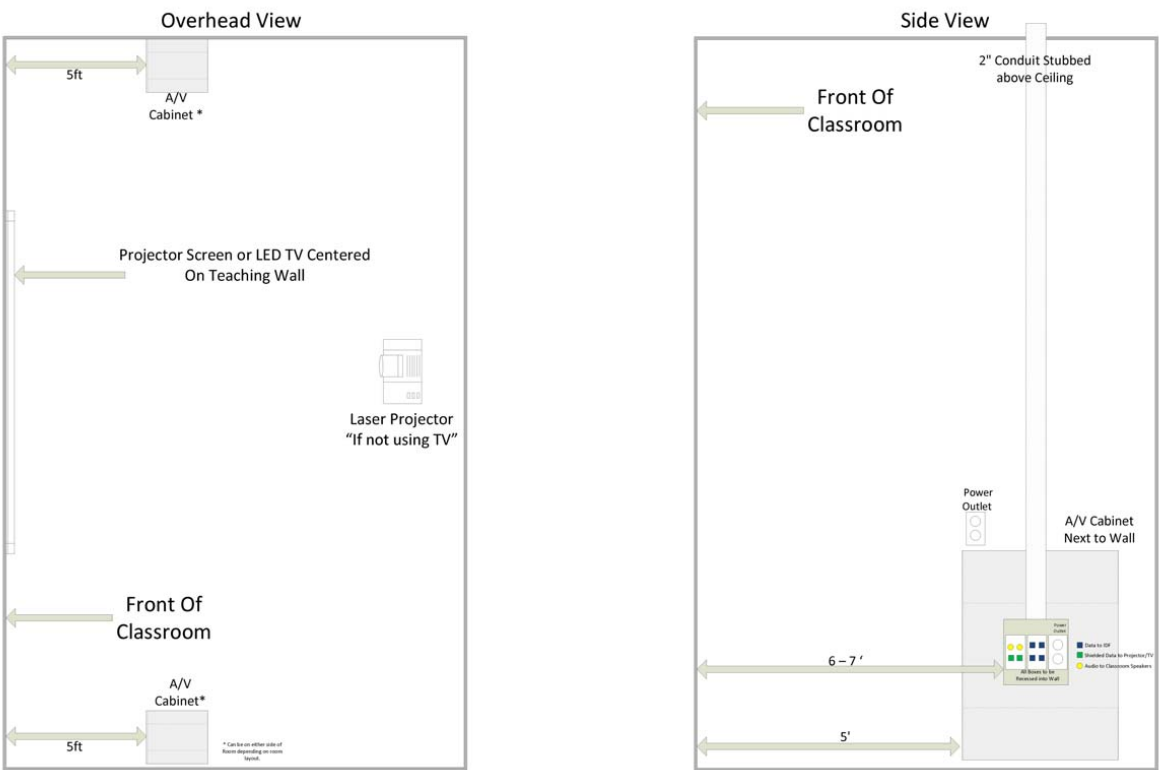 Overhead View
5ft
A/V
Cabinet *
Projector Screen or LED TV Centered
On Teaching Wall
Laser Projector
“If not using TV”
Front Of
Classroom
A/V
Cabinet*
5ft
* Can be on either side of
Room depending on room
layout.
Side View
2" Conduit Stubbed
above Ceiling
Front Of
Classroom
Power
Outlet
A/V Cabinet
Next to Wall
Power
Outlet
Data to IDF
Shielded Data to Projector/TV
Audio to Classroom Speakers
All Boxes to be
Recessed into Wall
6 – 7 ‘
5'